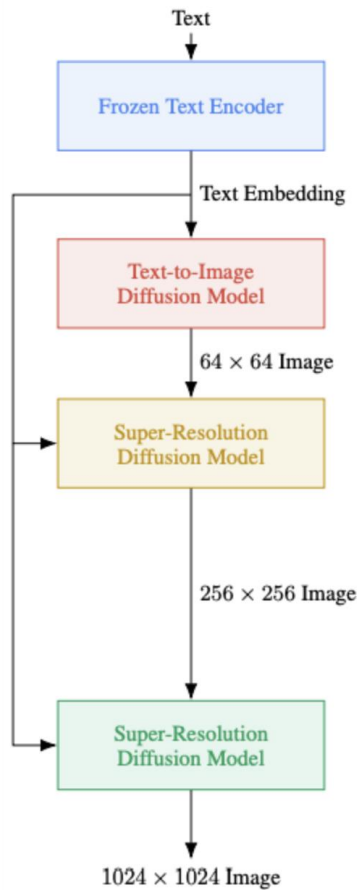 Text
Frozen Text Encoder
Text Embedding
Text-to-Image
Diffusion Model
64 × 64 Image
Super-Resolution
Diffusion Model
256 × 256 Image
Super-Resolution
Diffusion Model
1024 × 1024 Image